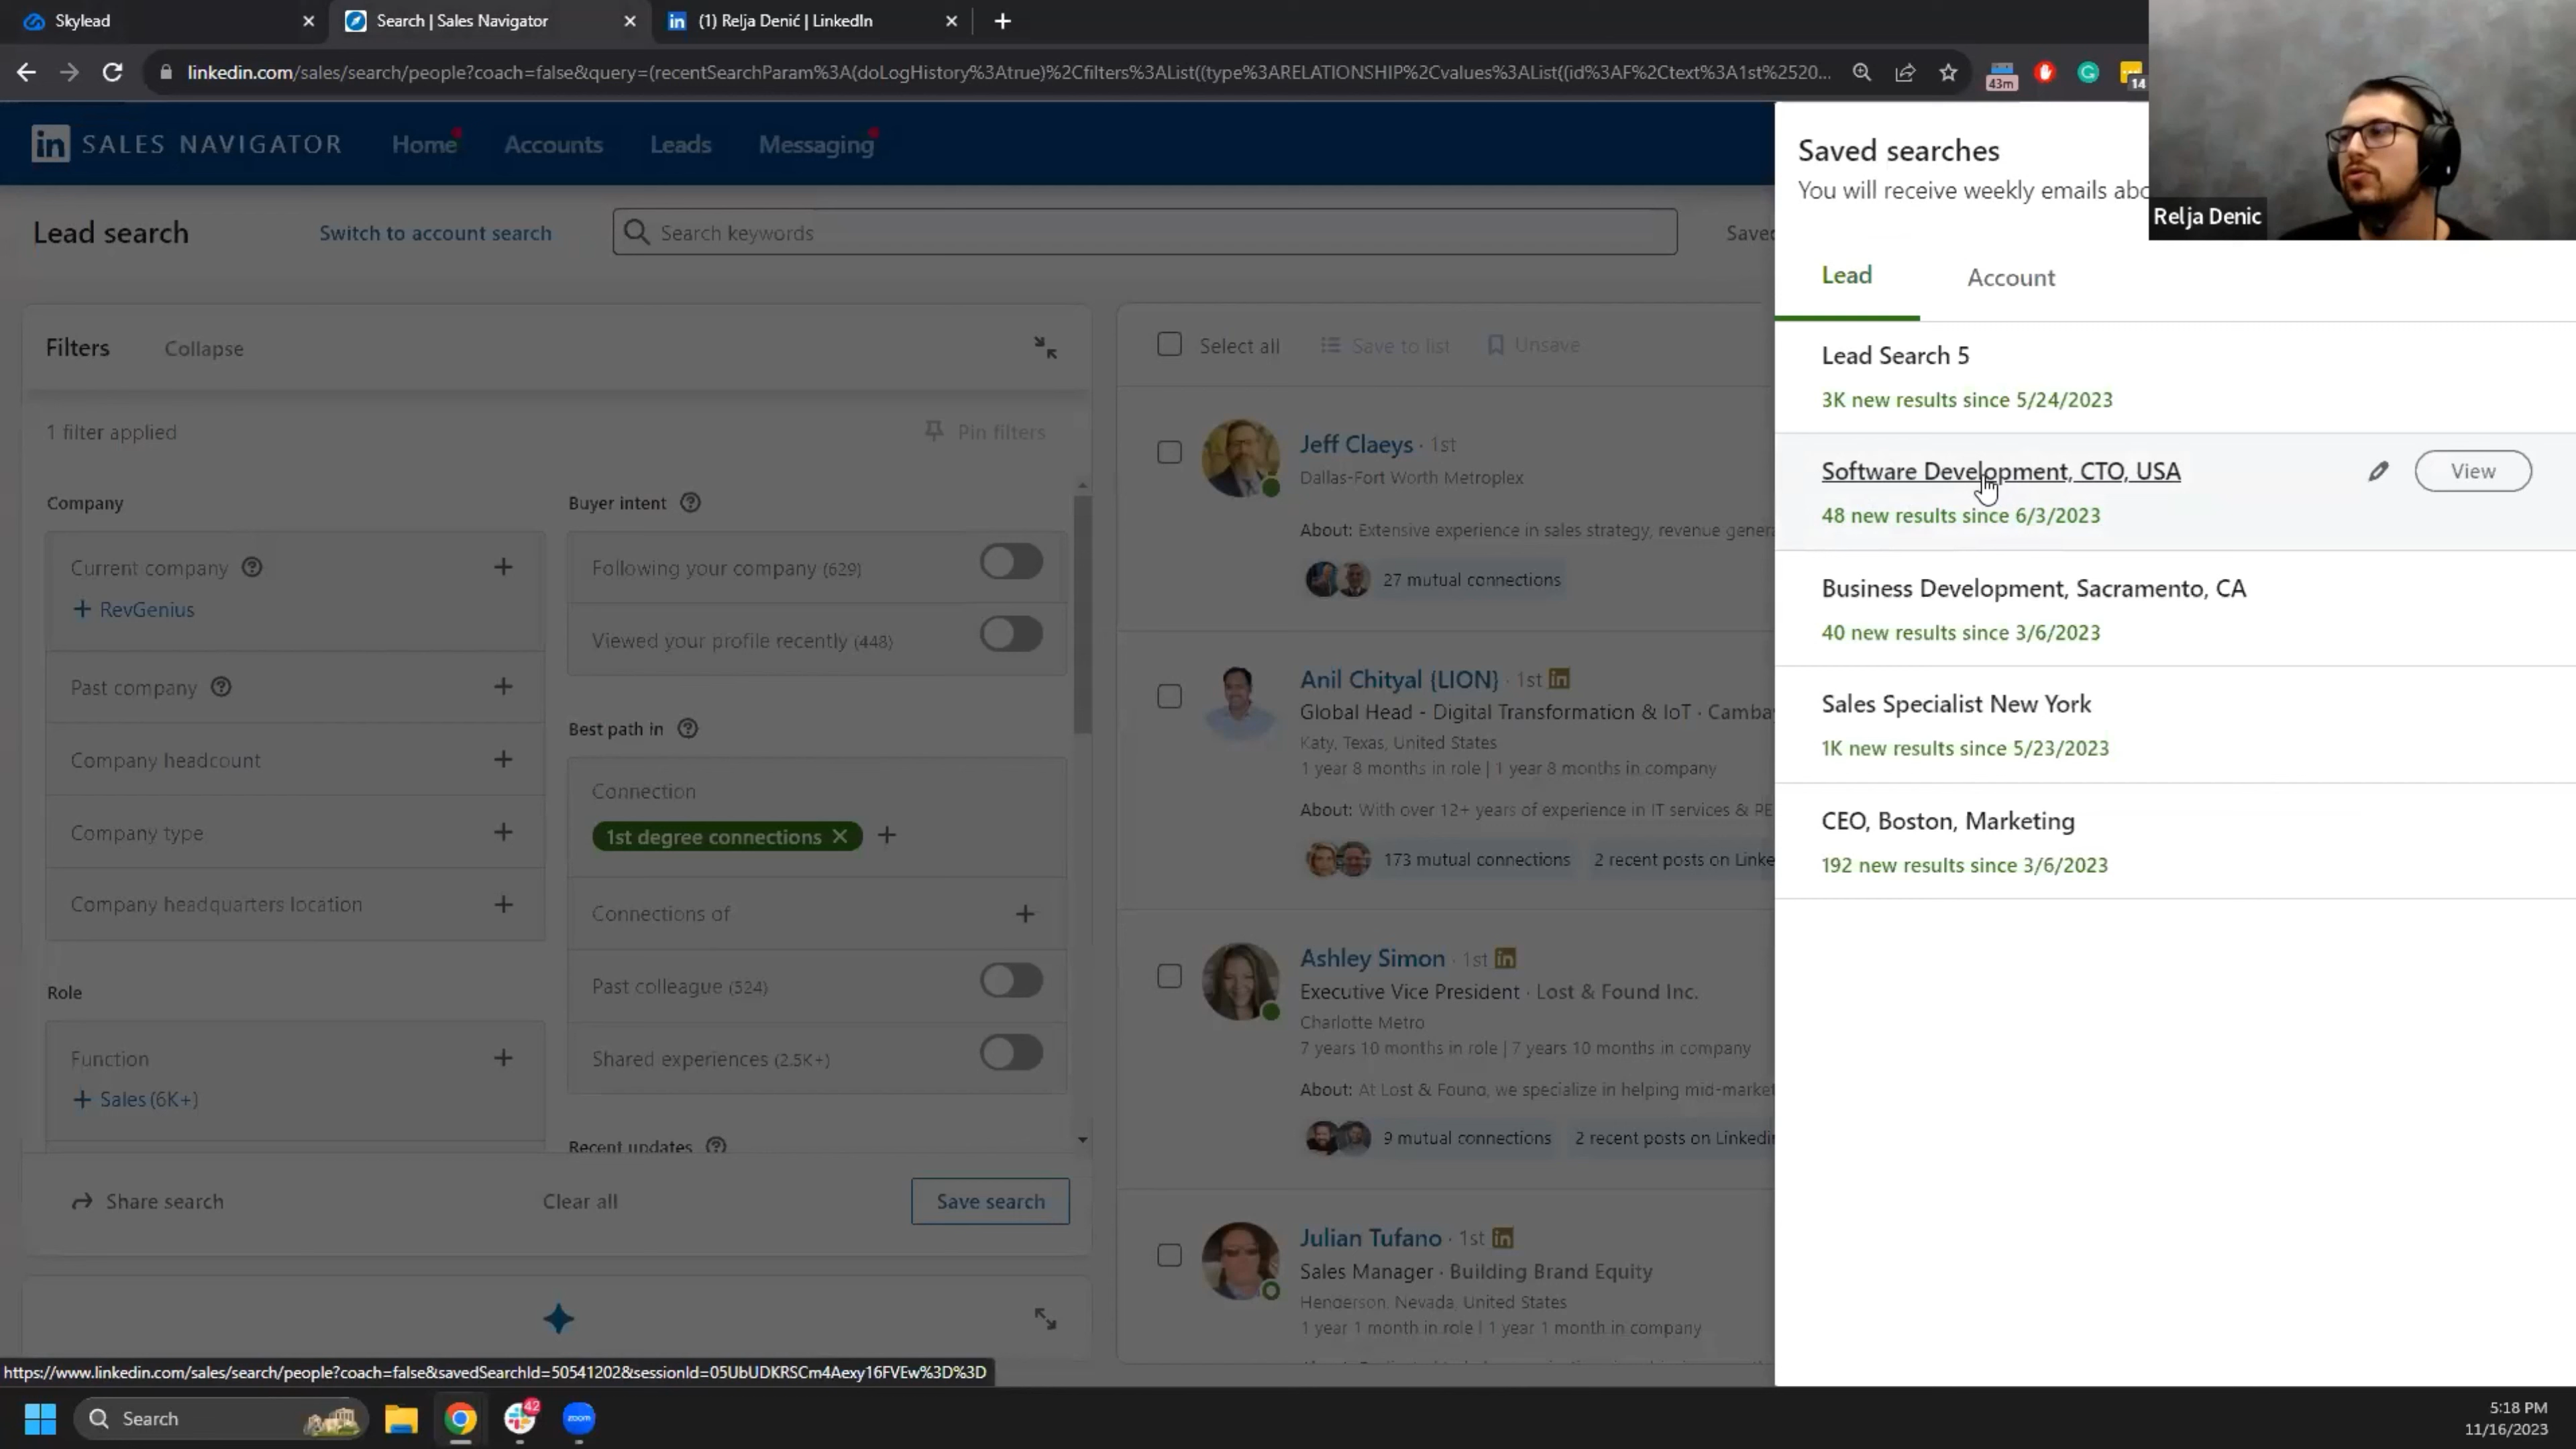 Skylead
Search | Sales Navigator
(1) Relja Denić | LinkedIn
linkedin.com/sales/search/people?coach=false&query=(recentSearchParam%3A(doLogHistory%3Atrue)%2Cfilters%3AList((type%3ARELATIONSHIP%2Cvalues%3AList((id%3AF%2Ctext%3A1st%2520...
43m
14
in SALES NAVIGATOR
Home
Accounts
Leads
Messaging
Lead search
Switch to account search
Search keywords
Saved
Filters
Collapse
1 filter applied
Pin filters
Company
Current company
+ RevGenius
Past company
Company headcount
Company type
Company headquarters location
Role
Function
+ Sales (6K+)
Buyer intent
Following your company (629)
Viewed your profile recently (448)
Best path in
Connection
1st degree connections
Connections of
Past colleague (524)
Shared experiences (2.5K+)
Recent updates
Share search
Clear all
Save search
Select all
Save to list
Unsave
Jeff Claeys · 1st
Dallas-Fort Worth Metroplex
About: Extensive experience in sales strategy, revenue gener
27 mutual connections
Anil Chityal {LION} · 1st in
Global Head - Digital Transformation & IoT · Camba
Katy, Texas, United States
1 year 8 months in role | 1 year 8 months in company
About: With over 12+ years of experience in IT services & PE
173 mutual connections
2 recent posts on Linke
Ashley Simon · 1st in
Executive Vice President · Lost & Found Inc.
Charlotte Metro
7 years 10 months in role | 7 years 10 months in company
About: At Lost & Found, we specialize in helping mid-market
9 mutual connections
2 recent posts on LinkedIn
Julian Tufano · 1st in
Sales Manager · Building Brand Equity
Henderson, Nevada, United States
1 year 1 month in role | 1 year 1 month in company
Saved searches
You will receive weekly emails abo
Relja Denic
Lead
Account
Lead Search 5
3K new results since 5/24/2023
Software Development, CTO, USA
48 new results since 6/3/2023
View
Business Development, Sacramento, CA
40 new results since 3/6/2023
Sales Specialist New York
1K new results since 5/23/2023
CEO, Boston, Marketing
192 new results since 3/6/2023
https://www.linkedin.com/sales/search/people?coach=false&savedSearchId=50541202&sessionId=05UbUDKRSCm4Aexy16FVEw%3D%3D
Search
42
zoom
5:18 PM
11/16/2023